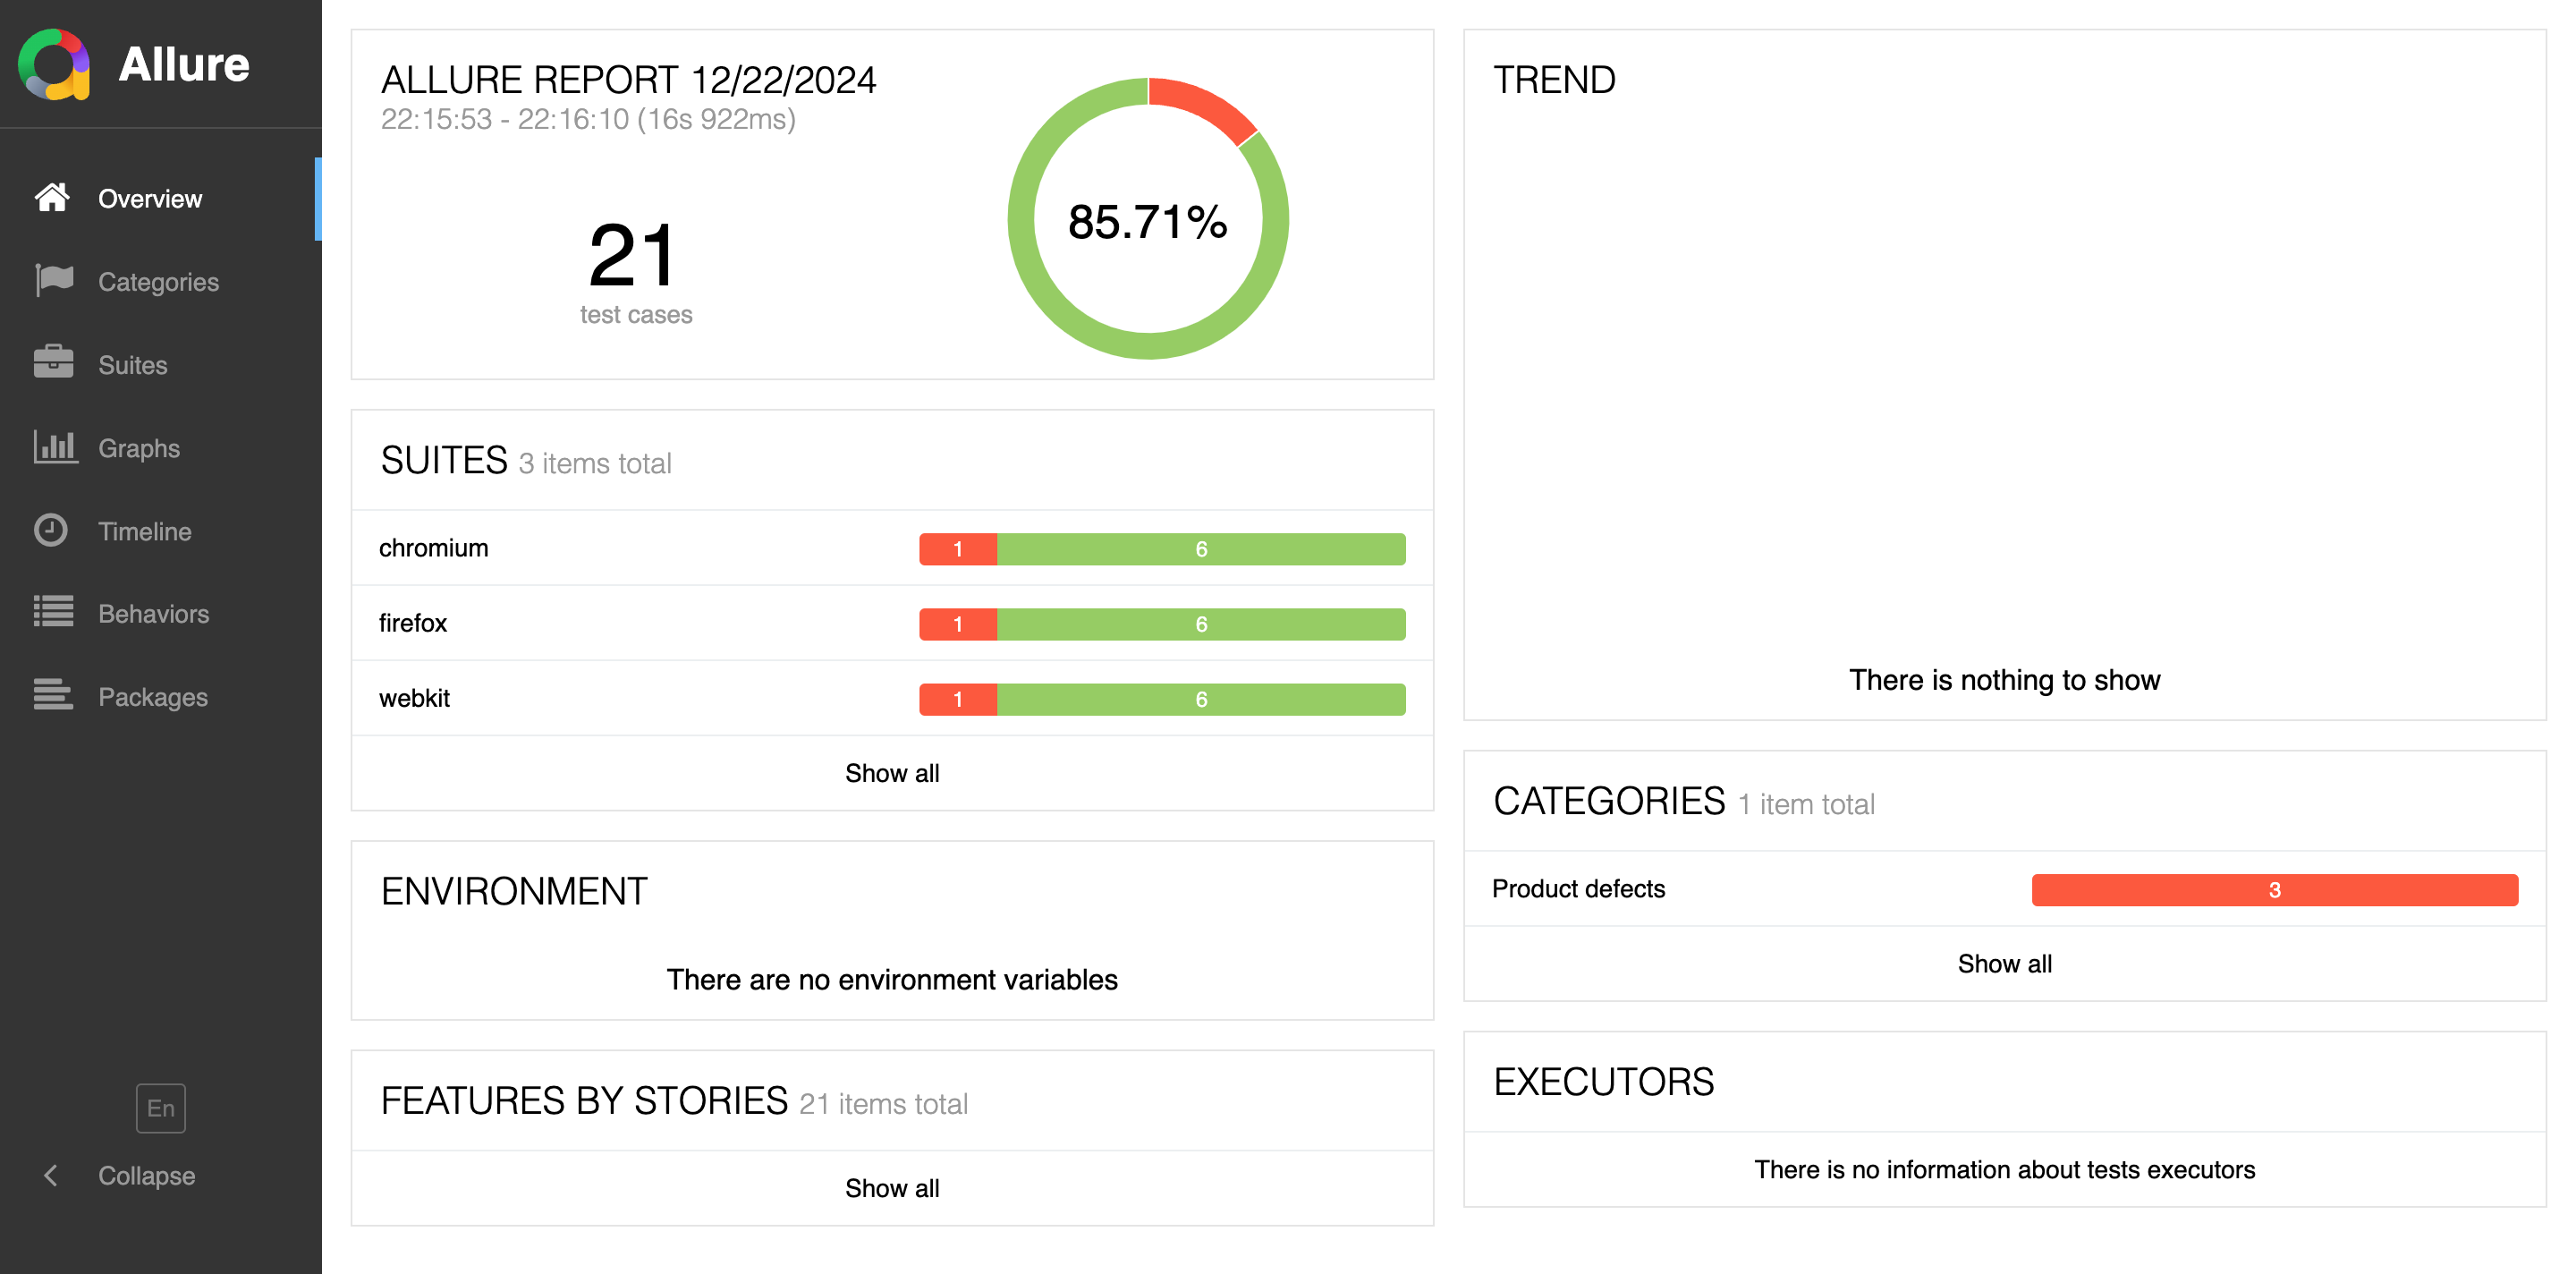 Allure
Overview
Categories
Suites
Graphs
Timeline
Behaviors
Packages
En
Collapse
ALLURE REPORT 12/22/2024
22:15:53 - 22:16:10 (16s 922ms)
21
test cases
85.71%
SUITES 3 items total
chromium 1 6
firefox 1 6
webkit 1 6
Show all
ENVIRONMENT
There are no environment variables
FEATURES BY STORIES 21 items total
Show all
TREND
There is nothing to show
CATEGORIES 1 item total
Product defects 3
Show all
EXECUTORS
There is no information about tests executors